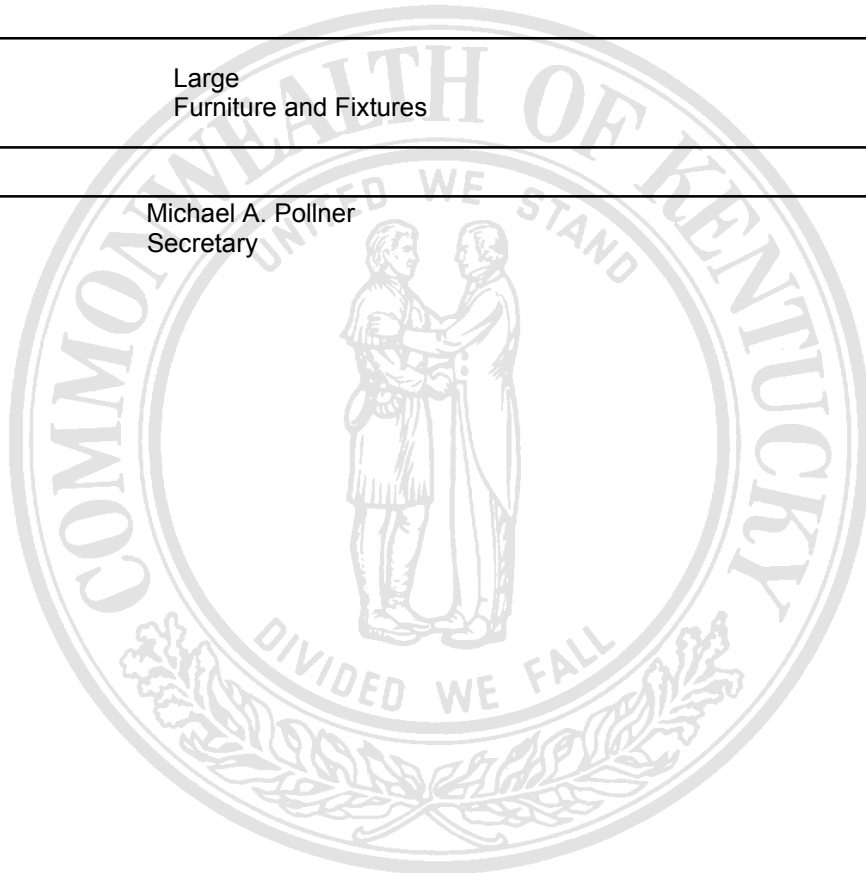 Large
Furniture and Fixtures
Michael A. Pollner
Secretary
COMMONWEALTH OF KENTUCKY
UNITED WE STAND
DIVIDED WE FALL